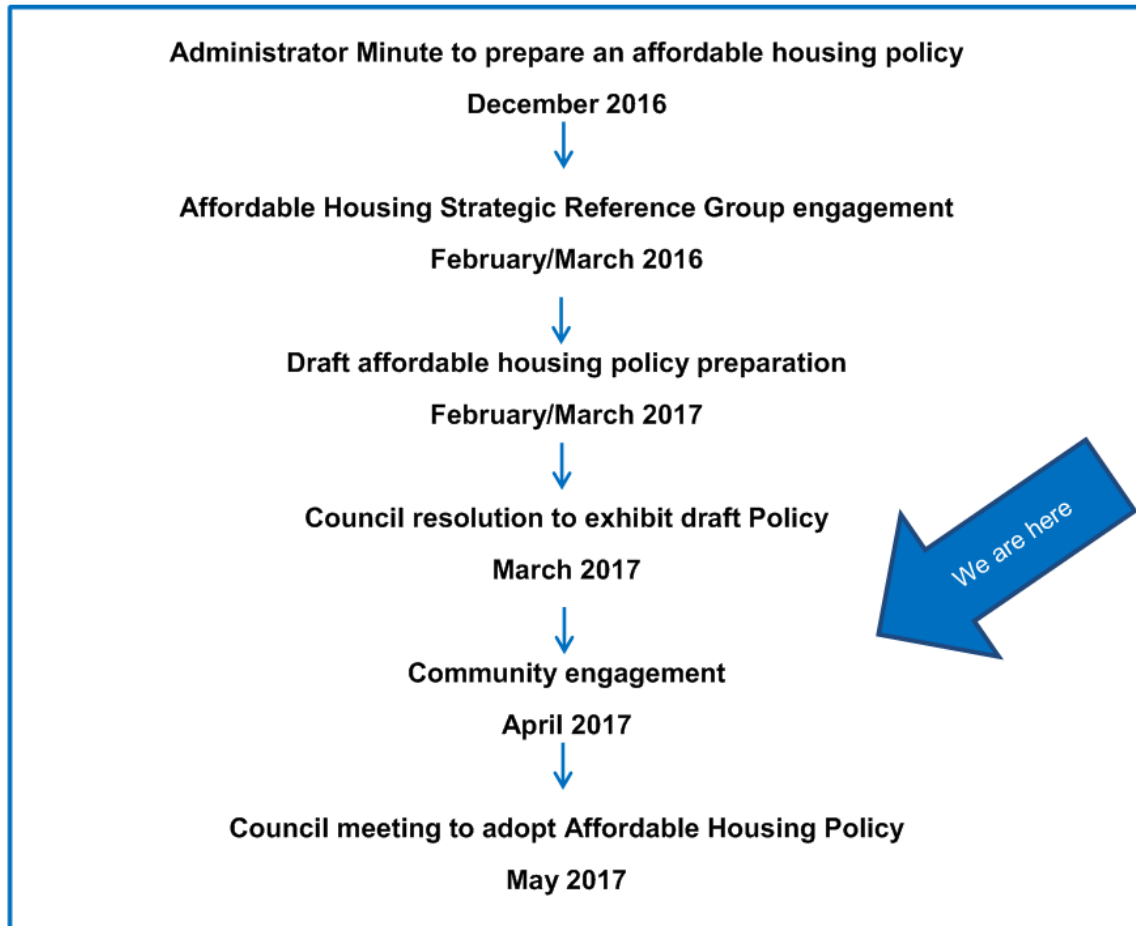 Administrator Minute to prepare an affordable housing policy
December 2016
Affordable Housing Strategic Reference Group engagement
February/March 2016
Draft affordable housing policy preparation
February/March 2017
Council resolution to exhibit draft Policy
March 2017
We are here
Community engagement
April 2017
Council meeting to adopt Affordable Housing Policy
May 2017